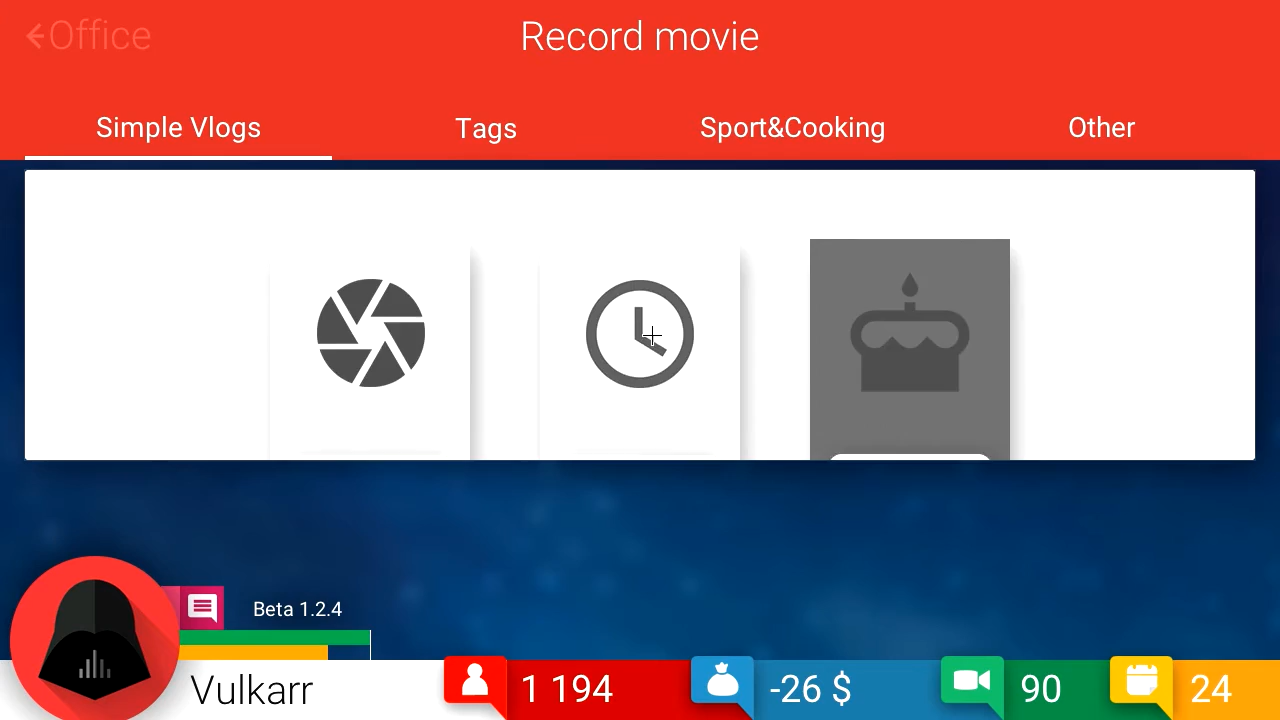 Office
Record movie
Simple Vlogs
Tags
Sport&Cooking
Other
Beta 1.2.4
Vulkarr
1 194
-26 $
90
24